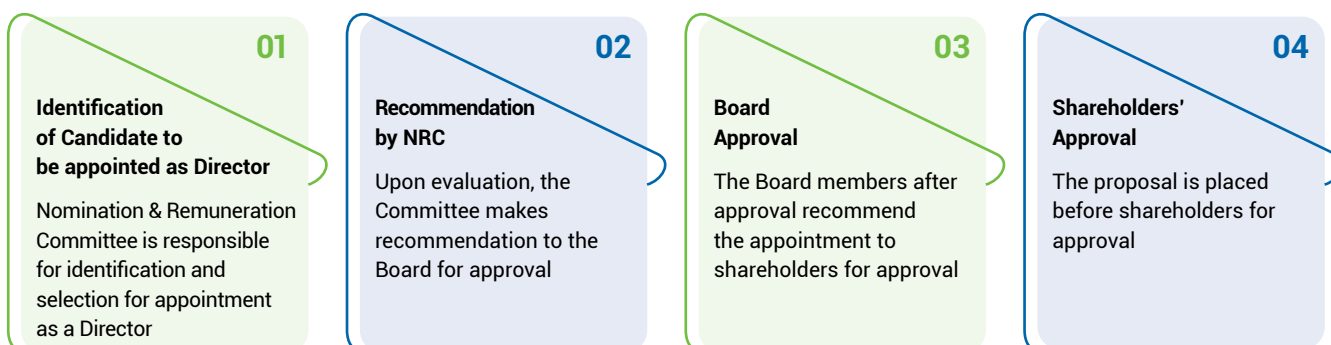 01
Identification
of Candidate to
be appointed as Director
Nomination & Remuneration
Committee is responsible
for identification and
selection for appointment
as a Director
02
Recommendation
by NRC
Upon evaluation, the
Committee makes
recommendation to the
Board for approval
03
Board
Approval
The Board members after
approval recommend
the appointment to
shareholders for approval
04
Shareholders'
Approval
The proposal is placed
before shareholders for
approval